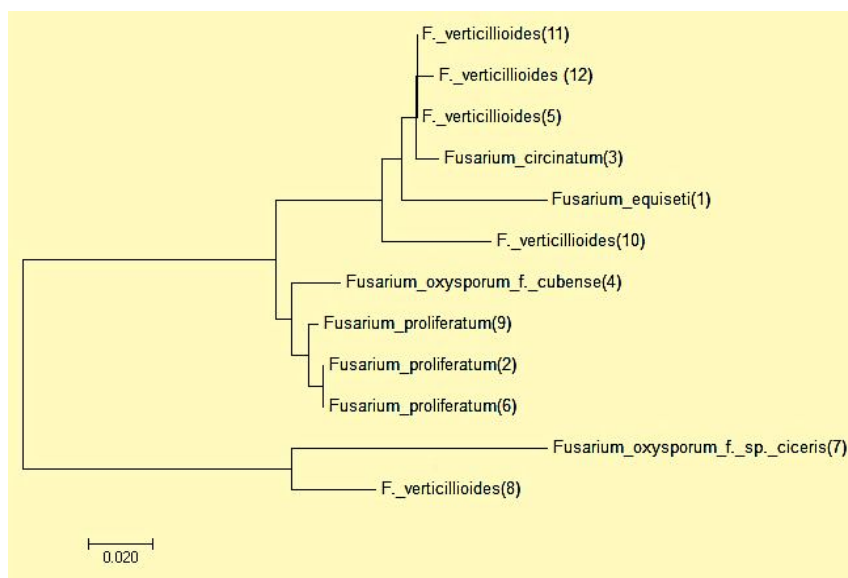 F._verticillioides(11)
F._verticillioides (12)
F._verticillioides(5)
Fusarium_circinatum(3)
Fusarium_equiseti(1)
F._verticillioides(10)
Fusarium_oxysporum_f._cubense(4)
Fusarium_proliferatum(9)
Fusarium_proliferatum(2)
Fusarium_proliferatum(6)
Fusarium_oxysporum_f._sp._ciceris(7)
F._verticillioides(8)
0.020